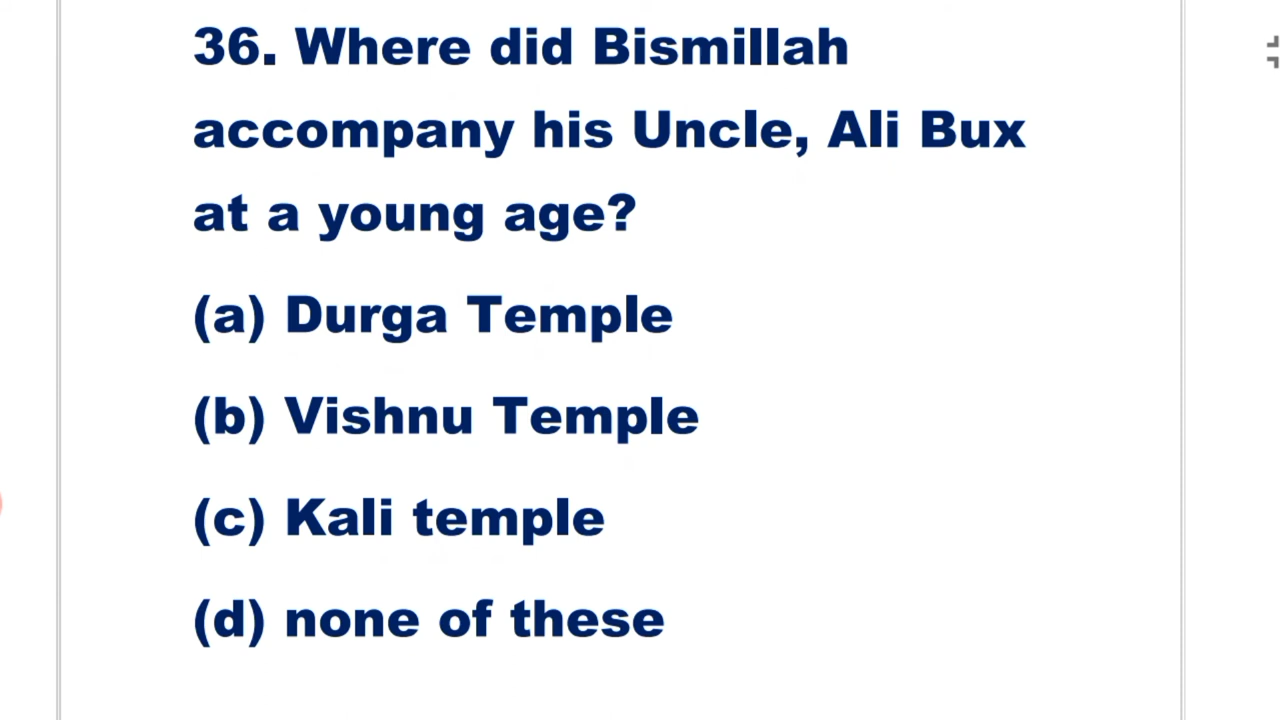 36. Where did Bismillah
accompany his Uncle, Ali Bux
at a young age?
(a) Durga Temple
(b) Vishnu Temple
(c) Kali temple
(d) none of these